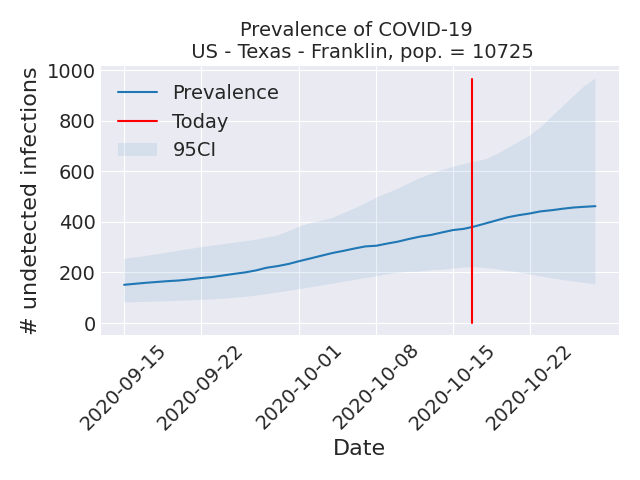 Prevalence of COVID-19
US - Texas - Franklin, pop. = 10725
# undetected infections
1000
800
600
400
200
0
Prevalence
Today
95CI
2020-09-15
2020-09-22
2020-10-01
2020-10-08
2020-10-15
2020-10-22
Date